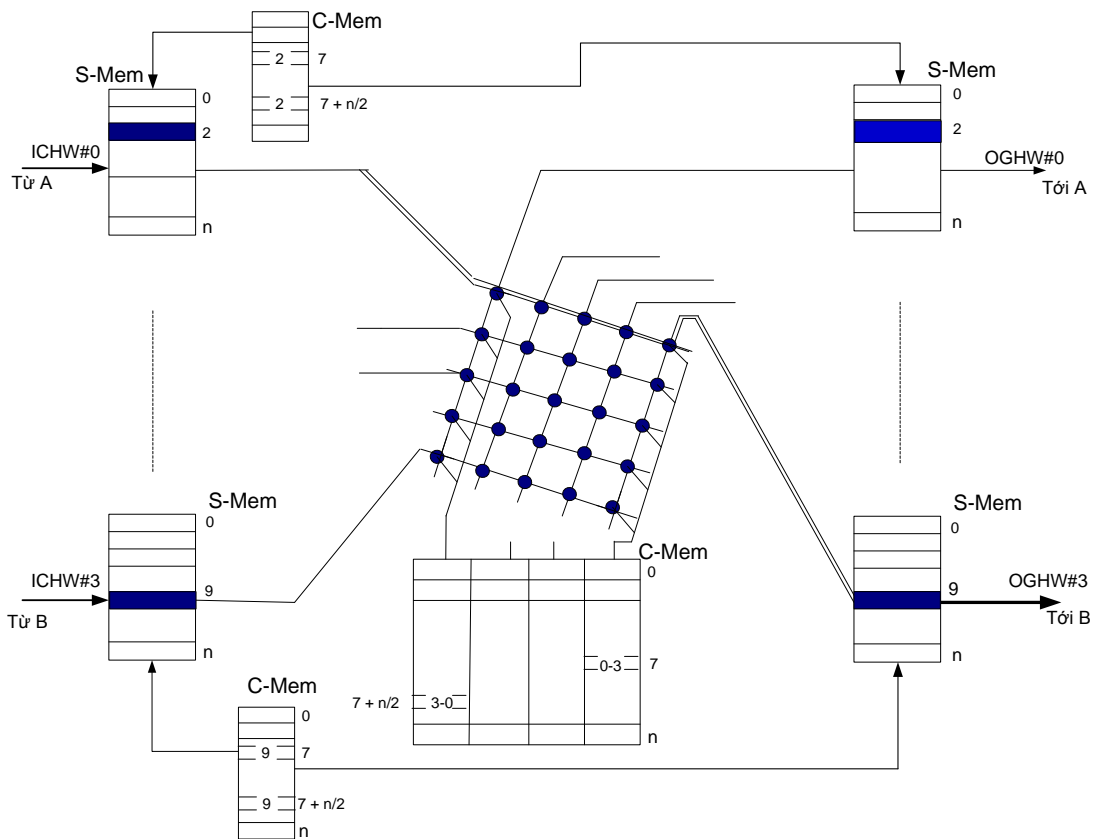 C-Mem
2 7
2 7 + n/2
S-Mem
0
2
n
ICHW#0
Từ A
S-Mem
0
2
n
OGHW#0
Tới A
S-Mem
0
9
n
ICHW#3
Từ B
C-Mem
0
0-3 7
7 + n/2 3-0
n
S-Mem
0
9
n
OGHW#3
Tới B
C-Mem
0
9 7
9 7 + n/2
n